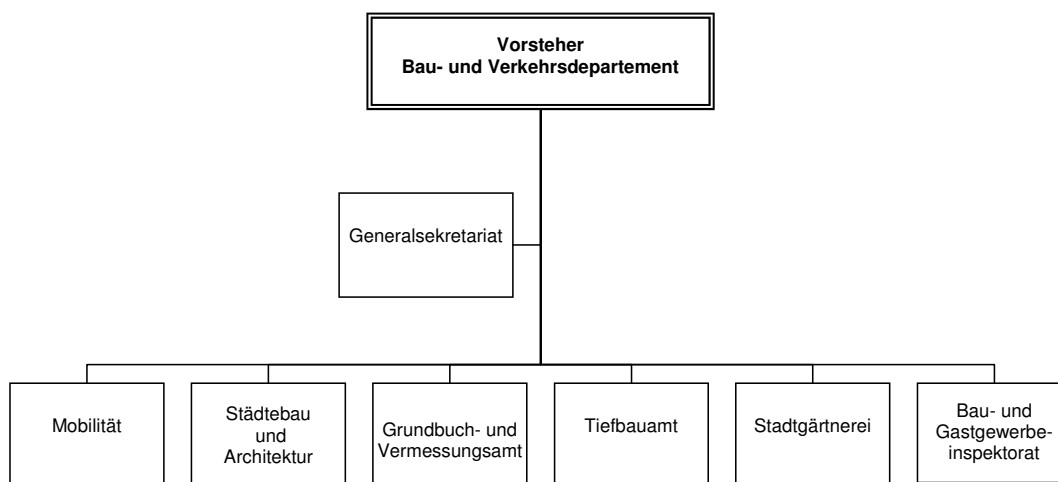 Vorsteher
Bau- und Verkehrsdepartement
Generalsekretariat
Mobilität
Städtebau
und
Architektur
Grundbuch- und
Vermessungsamt
Tiefbauamt
Stadtgärtnerei
Bau- und
Gastgewerbe-
inspektorat